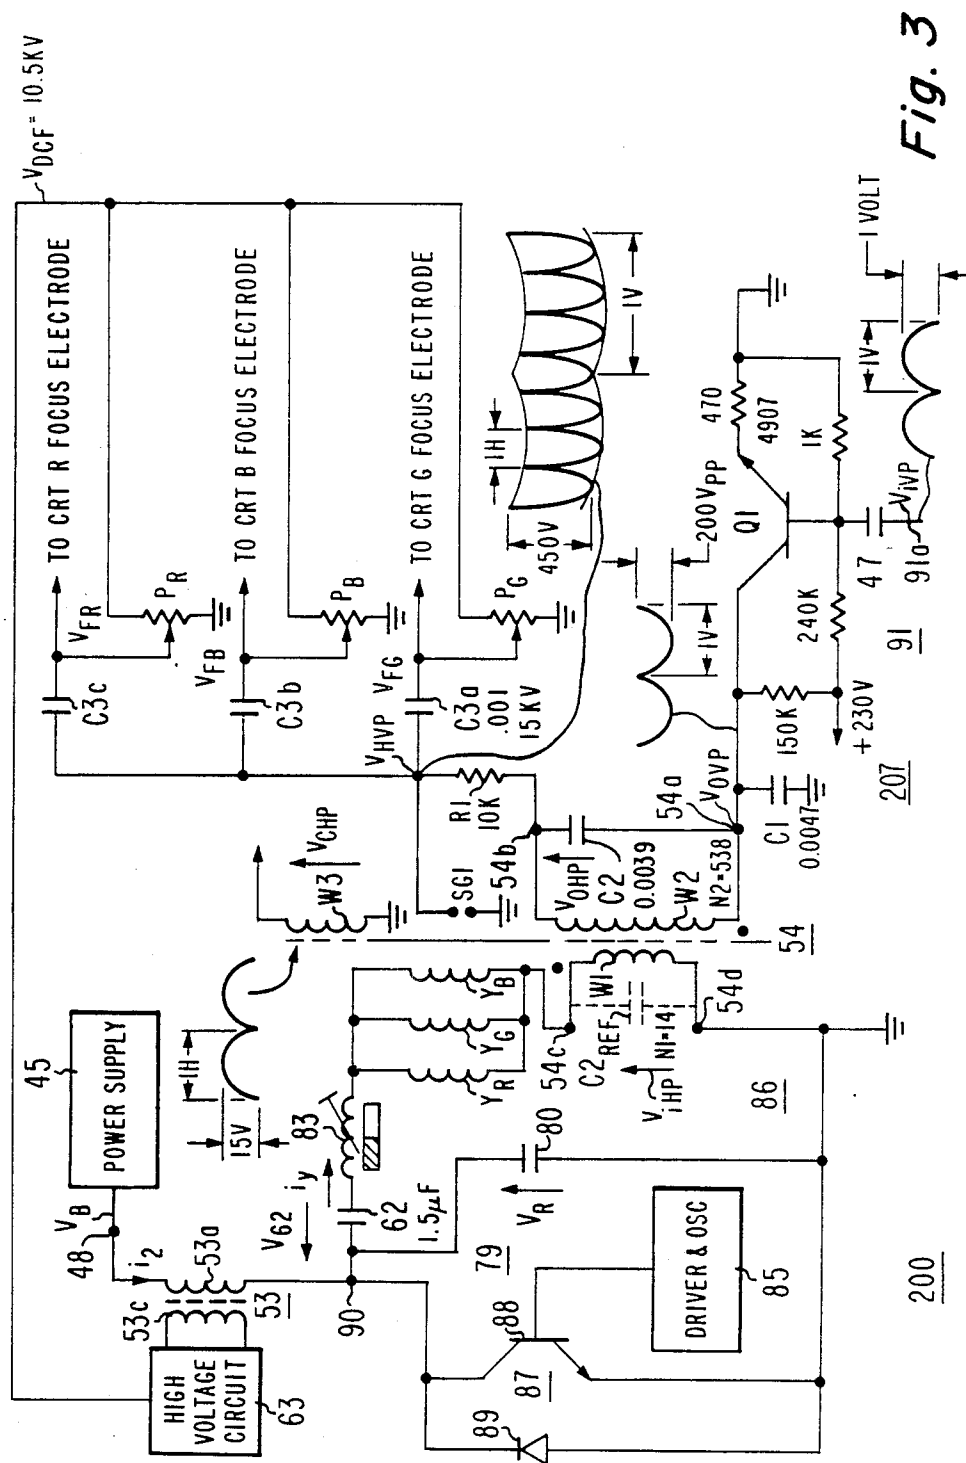 V_DCF = 10.5KV
TO CRT R FOCUS ELECTRODE
V_FR
P_R
C3c
TO CRT B FOCUS ELECTRODE
V_FB
P_B
C3b
TO CRT G FOCUS ELECTRODE
V_FG
P_G
C3a
.001
15KV
V_HVP
R1
10K
SG1
54b
450V
1H
1V
W3
V_CHP
1H
15V
45
POWER SUPPLY
V_B
48
i_2
53a
53c
53
HIGH
VOLTAGE
CIRCUIT
63
90
V_62
i_y
62
1.5µF
83
Y_R
Y_G
Y_B
54c
W1
C2_REF
N1=14
V_iHP
54d
86
V_OHP
C2
0.0039
W2
N2=538
54
54a
V_OVP
C1
0.0047
200V_PP
1V
Q1
470
4907
1K
150K
240K
+230V
47
91a
91
V_iVP
1V
1 VOLT
207
79
80
V_R
89
87
88
DRIVER & OSC
85
200
Fig. 3